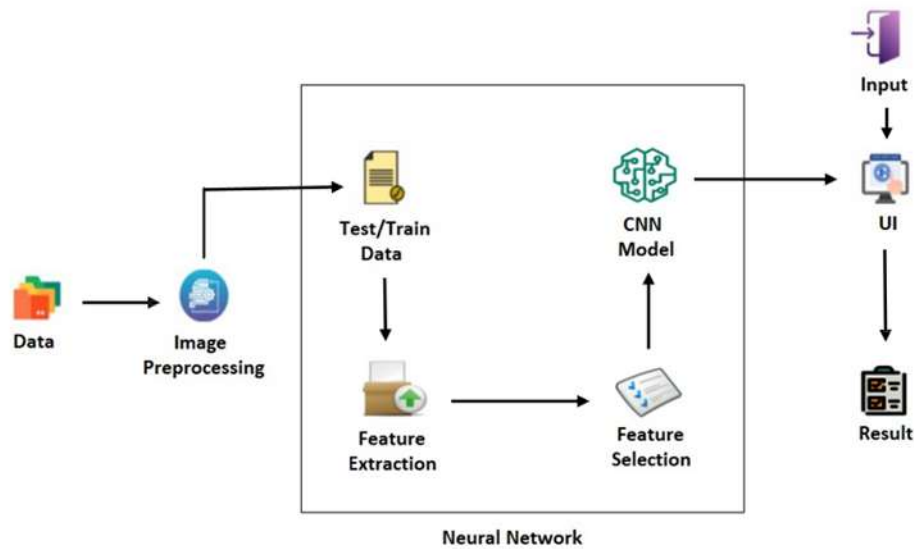 Input
Test/Train
Data
CNN
Model
UI
Data
Image
Preprocessing
Feature
Extraction
Feature
Selection
Result
Neural Network